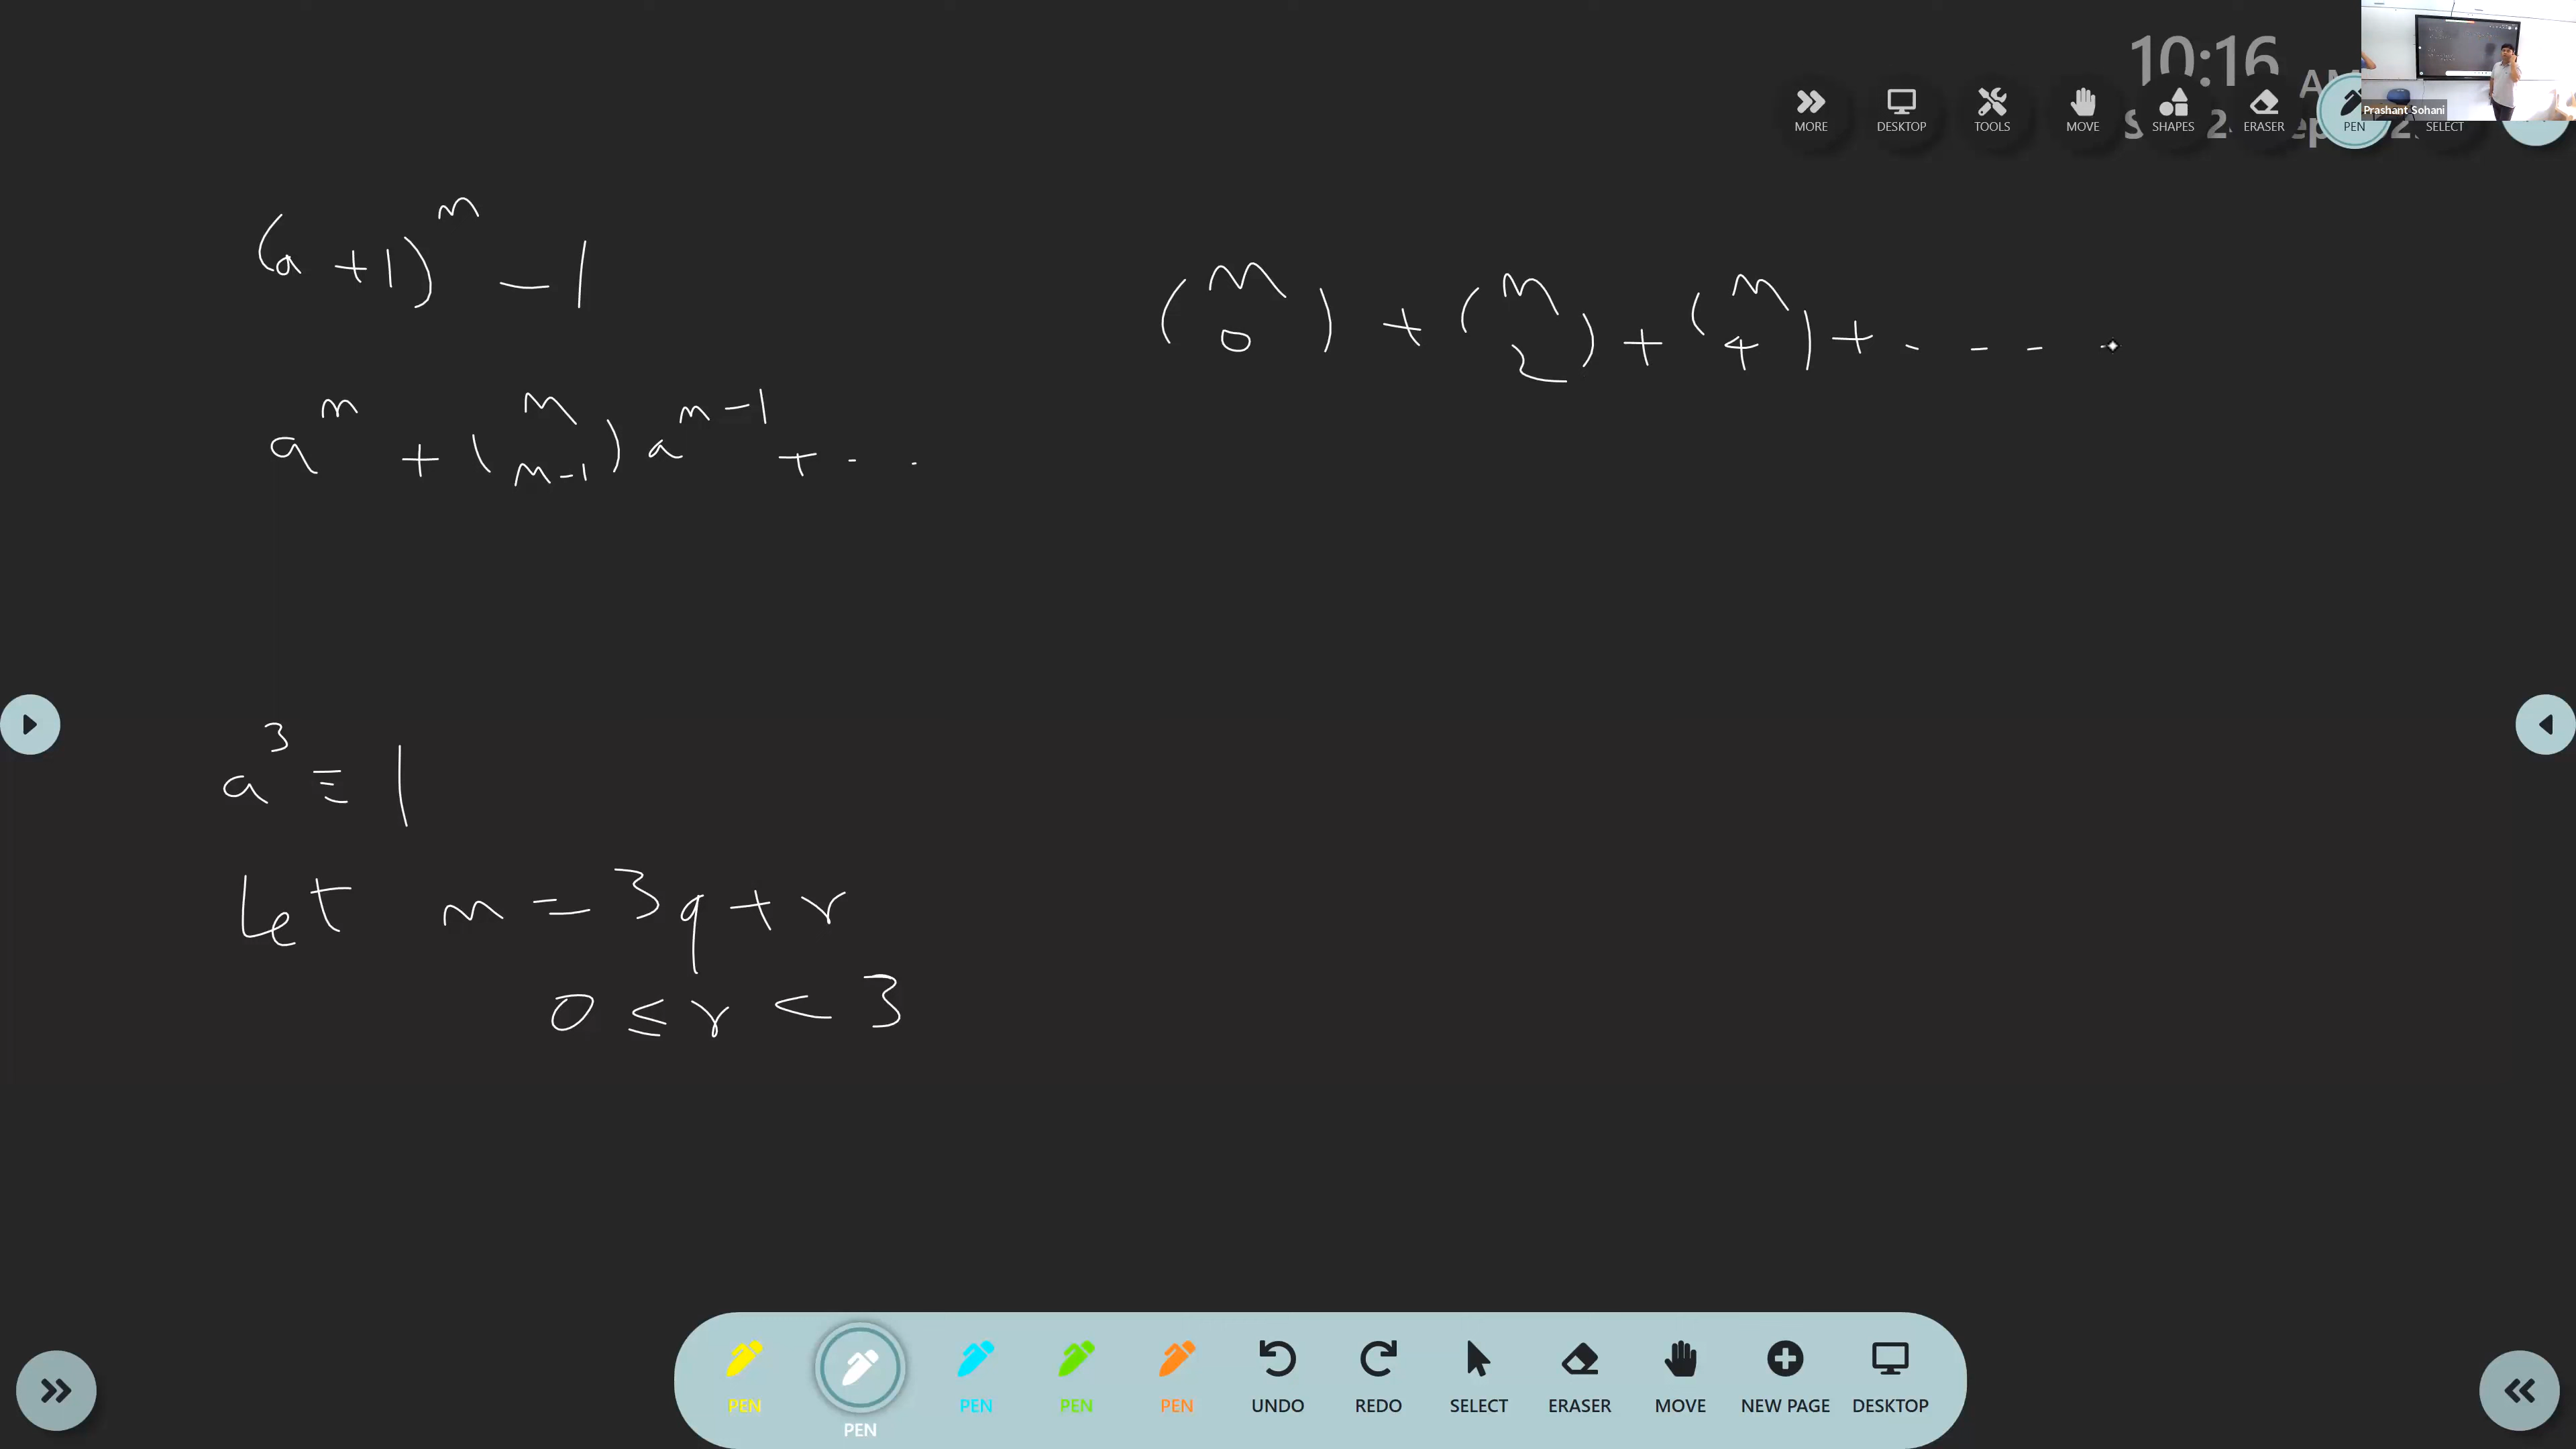 10:16 AM
Prashant Sohani
MORE DESKTOP TOOLS MOVE SHAPES ERASER PEN SELECT
(a + 1)^m - 1
(m 0) + (m 2) + (m 4) + - - - -
a^m + (m m-1) a^{m-1} + - -
a^3 ≡ 1
Let m = 3q + r
0 ≤ r < 3
PEN PEN PEN PEN PEN UNDO REDO SELECT ERASER MOVE NEW PAGE DESKTOP